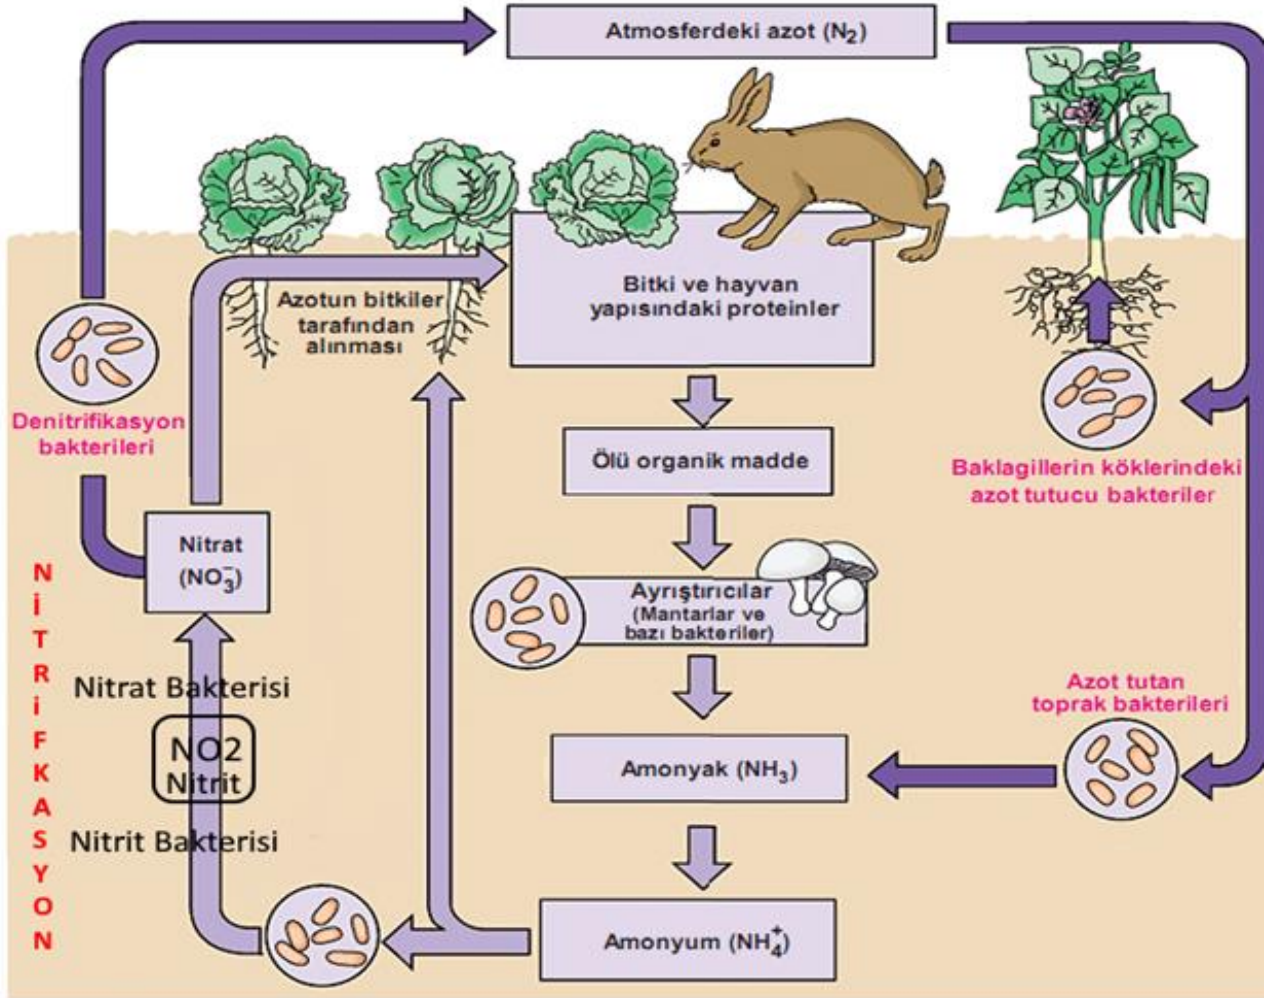 Atmosferdeki azot (N₂)
Bitki ve hayvan
yapısındaki proteinler
Azotun bitkiler
tarafından
alınması
Denitrifikasyon
bakterileri
Ölü organik madde
Baklagillerin köklerindeki
azot tutucu bakteriler
Nitrat
(NO₃⁻)
Ayrıştırıcılar
(Mantarlar ve
bazı bakteriler)
N
İ
T
R
i
F
K
A
S
Y
O
N
Nitrat Bakterisi
NO2
Nitrit
Nitrit Bakterisi
Azot tutan
toprak bakterileri
Amonyak (NH₃)
Amonyum (NH₄⁺)